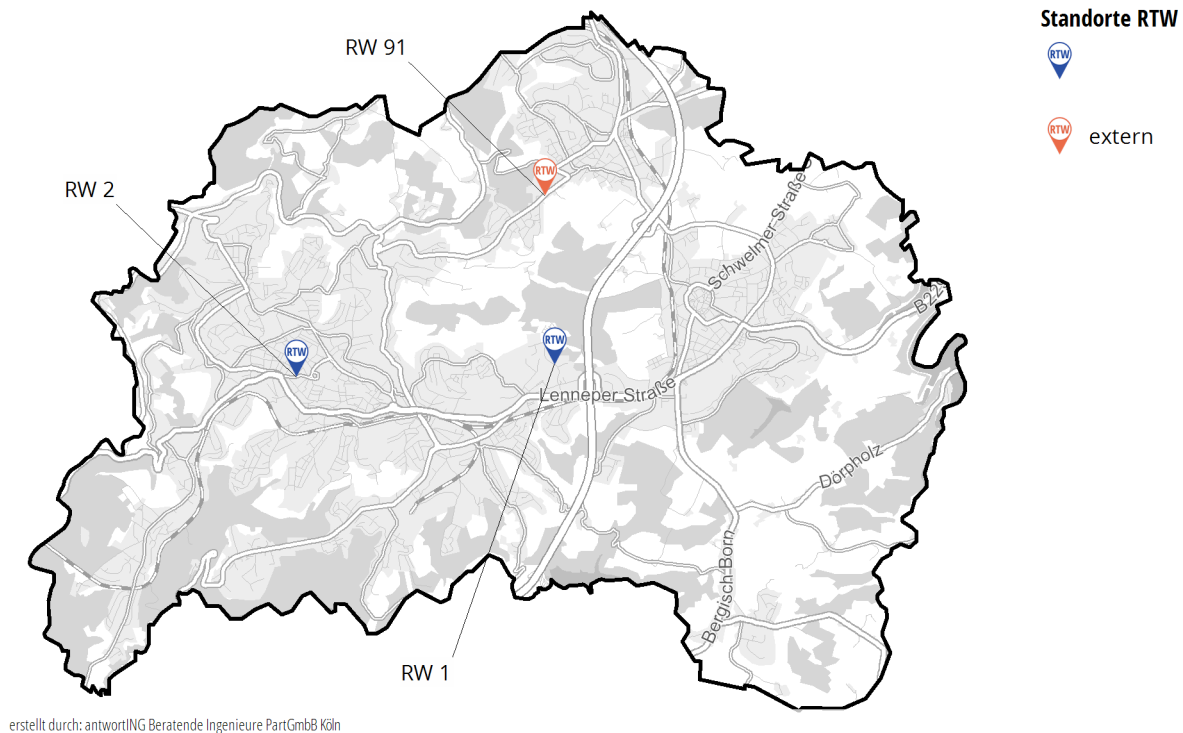 Standorte RTW
RTW
RTW extern
RW 91
RTW
RW 2
Schwelmer-Straße
B22
RTW
RTW
Lenneper-Straße
Dörpholz
Bergisch-Born
RW 1
erstellt durch: antwortING Beratende Ingenieure PartGmbB Köln